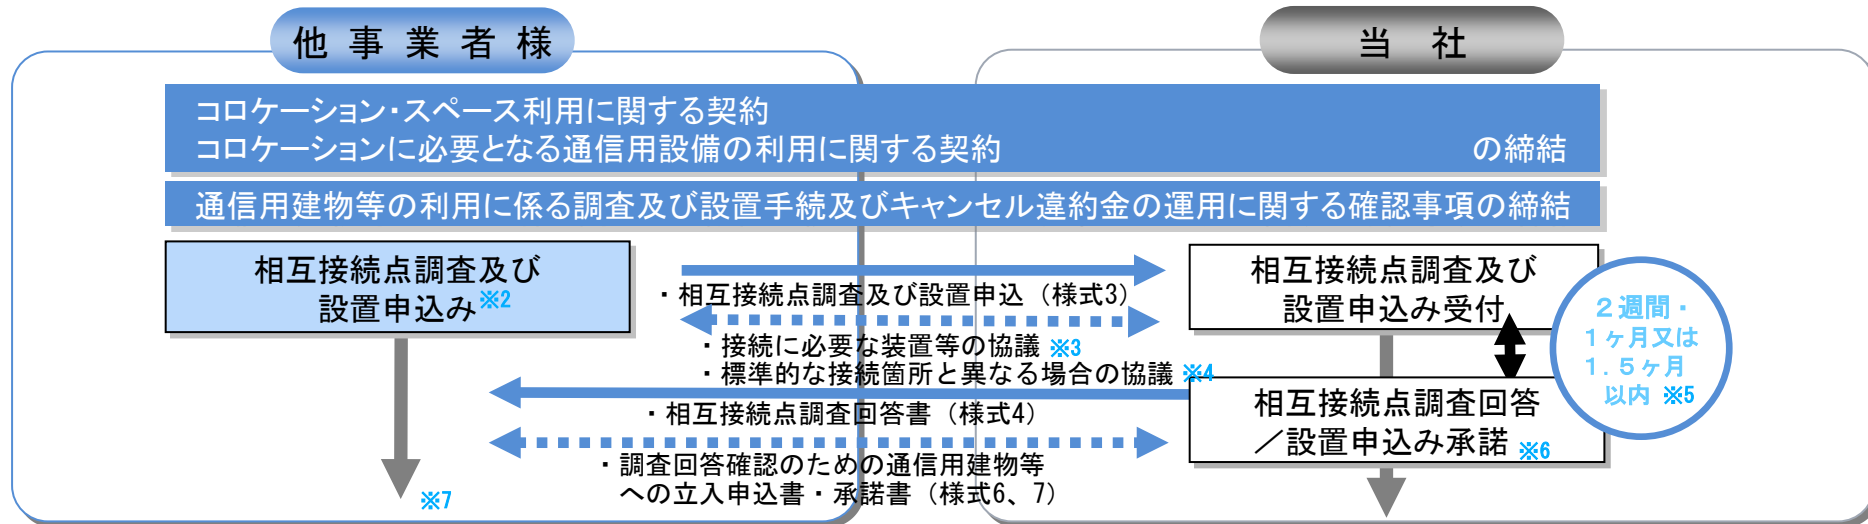 他事業者様
当社
コロケーション・スペース利用に関する契約
コロケーションに必要となる通信用設備の利用に関する契約 の締結
通信用建物等の利用に係る調査及び設置手続及びキャンセル違約金の運用に関する確認事項の締結
相互接続点調査及び
設置申込み※2
・相互接続点調査及び設置申込（様式3）
・接続に必要な装置等の協議 ※3
・標準的な接続箇所と異なる場合の協議 ※4
相互接続点調査及び
設置申込み受付
2週間・
1ヶ月又は
1.5ヶ月
以内 ※5
・相互接続点調査回答書（様式4）
相互接続点調査回答
／設置申込み承諾 ※6
・調査回答確認のための通信用建物等
への立入申込書・承諾書（様式6、7）
※7